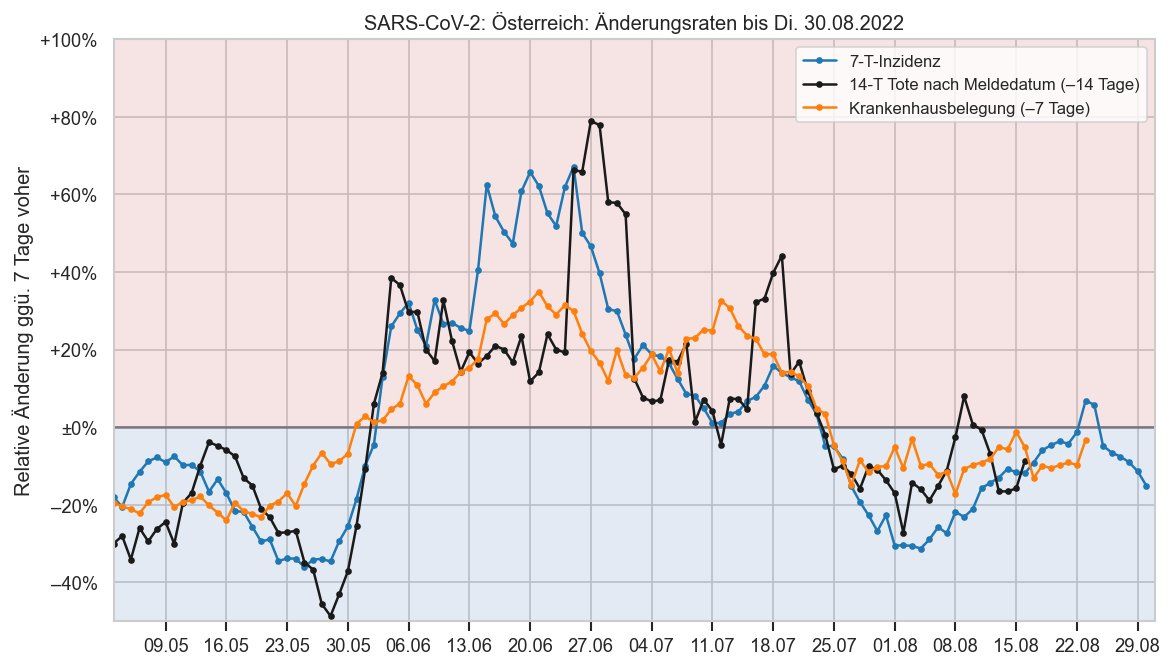 SARS-CoV-2: Österreich: Änderungsraten bis Di. 30.08.2022
+100%
+80%
+60%
+40%
+20%
±0%
–20%
–40%
Relative Änderung ggü. 7 Tage voher
7-T-Inzidenz
14-T Tote nach Meldedatum (–14 Tage)
Krankenhausbelegung (–7 Tage)
09.05 16.05 23.05 30.05 06.06 13.06 20.06 27.06 04.07 11.07 18.07 25.07 01.08 08.08 15.08 22.08 29.08